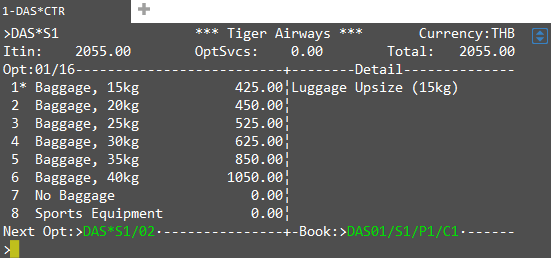 1-DAS*CTR
>DAS*S1 *** Tiger Airways *** Currency:THB
Itin: 2055.00 OptSvcs: 0.00 Total: 2055.00
Opt:01/16-----------------------+--------Detail--------------
1* Baggage, 15kg 425.00¦Luggage Upsize (15kg)
2 Baggage, 20kg 450.00¦
3 Baggage, 25kg 525.00¦
4 Baggage, 30kg 625.00¦
5 Baggage, 35kg 850.00¦
6 Baggage, 40kg 1050.00¦
7 No Baggage 0.00¦
8 Sports Equipment 0.00¦
Next Opt:>DAS*S1/02·---------------+-Book:>DAS01/S1/P1/C1·------
>